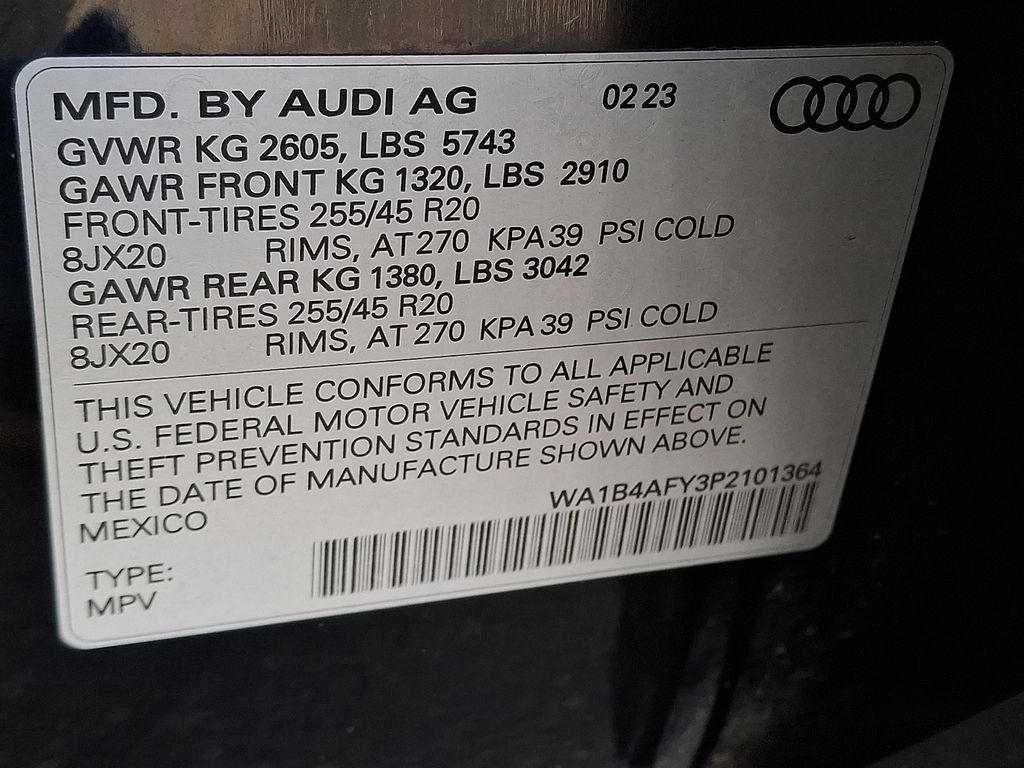 MFD. BY AUDI AG 02 23
GVWR KG 2605, LBS 5743
GAWR FRONT KG 1320, LBS 2910
FRONT-TIRES 255/45 R20
8JX20 RIMS, AT 270 KPA 39 PSI COLD
GAWR REAR KG 1380, LBS 3042
REAR-TIRES 255/45 R20
8JX20 RIMS, AT 270 KPA 39 PSI COLD
THIS VEHICLE CONFORMS TO ALL APPLICABLE
U.S. FEDERAL MOTOR VEHICLE SAFETY AND
THEFT PREVENTION STANDARDS IN EFFECT ON
THE DATE OF MANUFACTURE SHOWN ABOVE.
MEXICO WA1B4AFY3P2101364
TYPE:
MPV